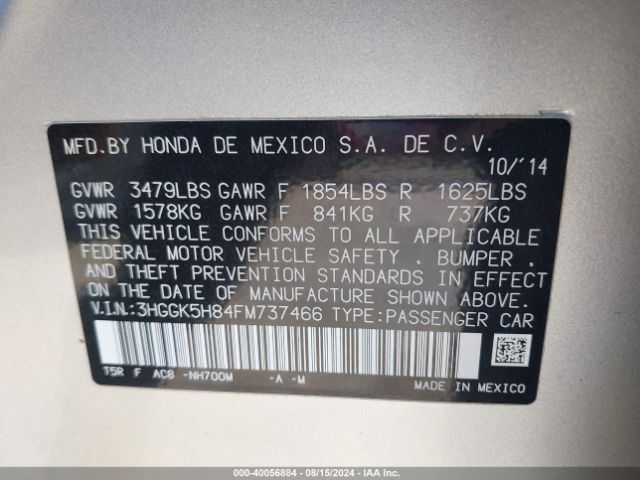 MFD.BY HONDA DE MEXICO S.A. DE C.V.
10/'14
GVWR 3479LBS GAWR F 1854LBS R 1625LBS
GVWR 1578KG GAWR F 841KG R 737KG
THIS VEHICLE CONFORMS TO ALL APPLICABLE
FEDERAL MOTOR VEHICLE SAFETY . BUMPER .
AND THEFT PREVENTION STANDARDS IN EFFECT
ON THE DATE OF MANUFACTURE SHOWN ABOVE.
V.I.N.:3HGGK5H84FM737466 TYPE:PASSENGER CAR
T5R F AC8 -NH700M -A -M
MADE IN MEXICO
000-40056884 - 08/15/2024 - IAA Inc.